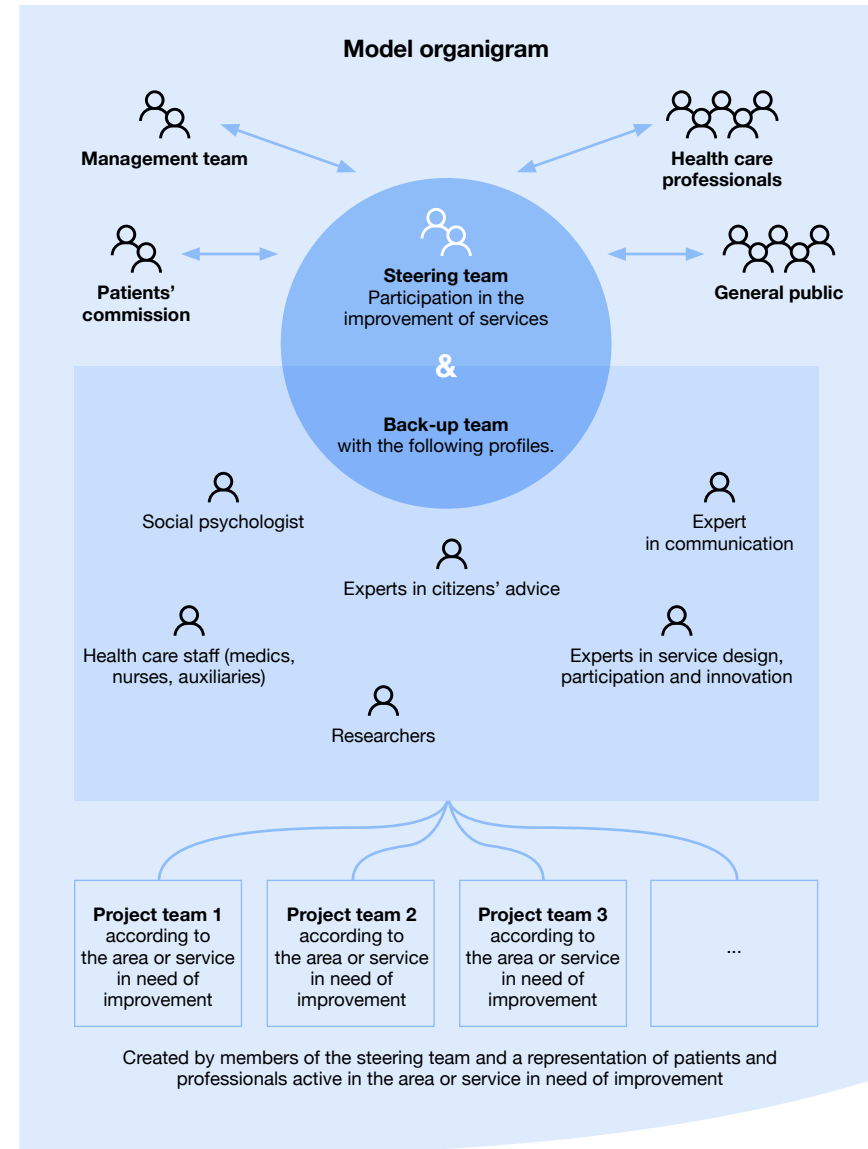 Model organigram
Management team
Health care
professionals
Patients’
commission
General public
Steering team
Participation in the
improvement of services
&
Back-up team
with the following profiles.
Social psychologist
Expert
in communication
Experts in citizens’ advice
Health care staff (medics,
nurses, auxiliaries)
Experts in service design,
participation and innovation
Researchers
Project team 1
according to
the area or service
in need of
improvement
Project team 2
according to
the area or service
in need of
improvement
Project team 3
according to
the area or service
in need of
improvement
...
Created by members of the steering team and a representation of patients and
professionals active in the area or service in need of improvement